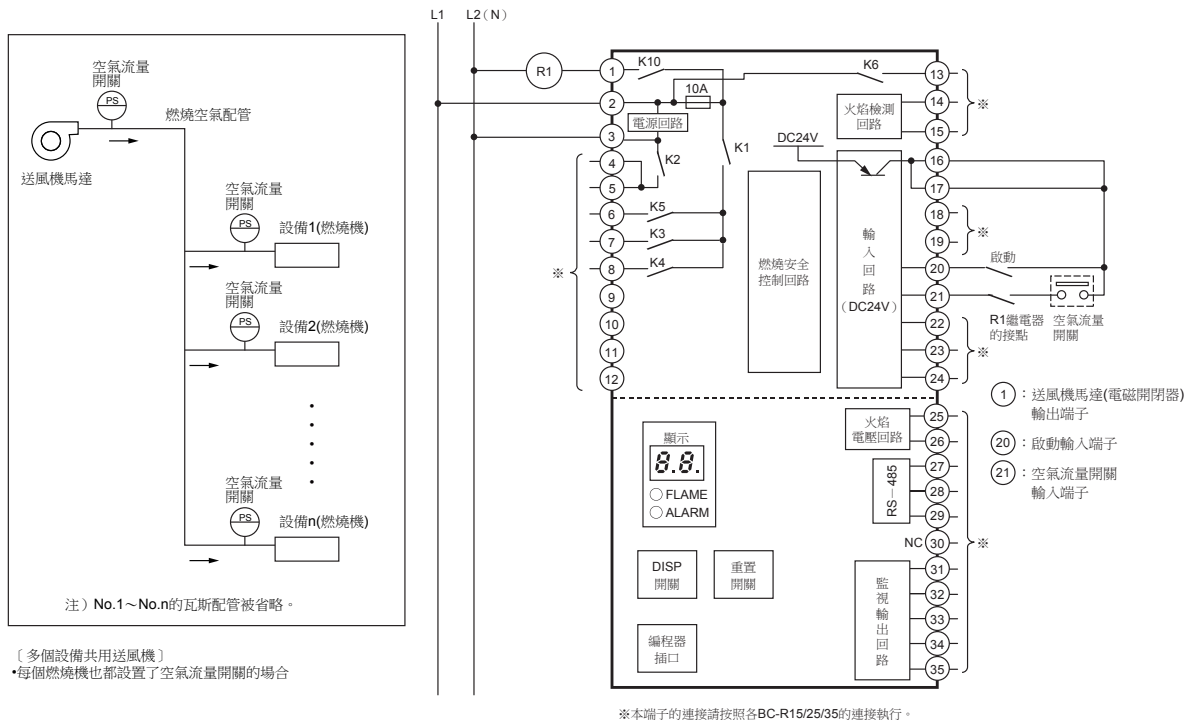 空氣流量
開關
PS
燃燒空氣配管
送風機馬達
空氣流量
開關
PS
設備1(燃燒機)
空氣流量
開關
PS
設備2(燃燒機)
空氣流量
開關
PS
設備n(燃燒機)
注）No.1～No.n的瓦斯配管被省略。
〔多個設備共用送風機〕
•每個燃燒機也都設置了空氣流量開關的場合
L1
L2（N）
R1
1
K10
2
10A
電源回路
3
4
K2
K1
5
6
K5
7
K3
8
K4
※
9
10
11
12
K6
13
火焰檢測
回路
14
15
※
DC24V
16
17
18
19
※
燃燒安全
控制回路
輸
入
回
路
（DC24V）
20
啟動
21
R1繼電器
的接點
空氣流量
開關
22
23
24
※
1：送風機馬達(電磁開閉器)
輸出端子
20：啟動輸入端子
21：空氣流量開關
輸入端子
顯示
8.8.
FLAME
ALARM
DISP
開關
重置
開關
編程器
插口
火焰
電壓回路
25
26
RS－485
27
28
29
NC
30
※
監
視
輸
出
回
路
31
32
33
34
35
※本端子的連接請按照各BC-R15/25/35的連接執行。